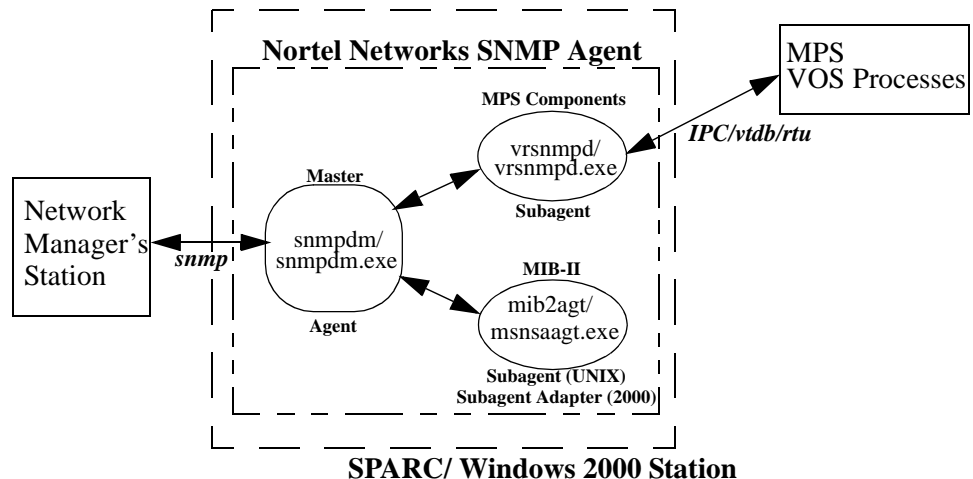 Nortel Networks SNMP Agent
MPS
VOS Processes
MPS Components
IPC/vtdb/rtu
vrsnmpd/
vrsnmpd.exe
Subagent
Master
Network
Manager’s
Station
snmp
snmpdm/
snmpdm.exe
Agent
MIB-II
mib2agt/
msnsaagt.exe
Subagent (UNIX)
Subagent Adapter (2000)
SPARC/ Windows 2000 Station